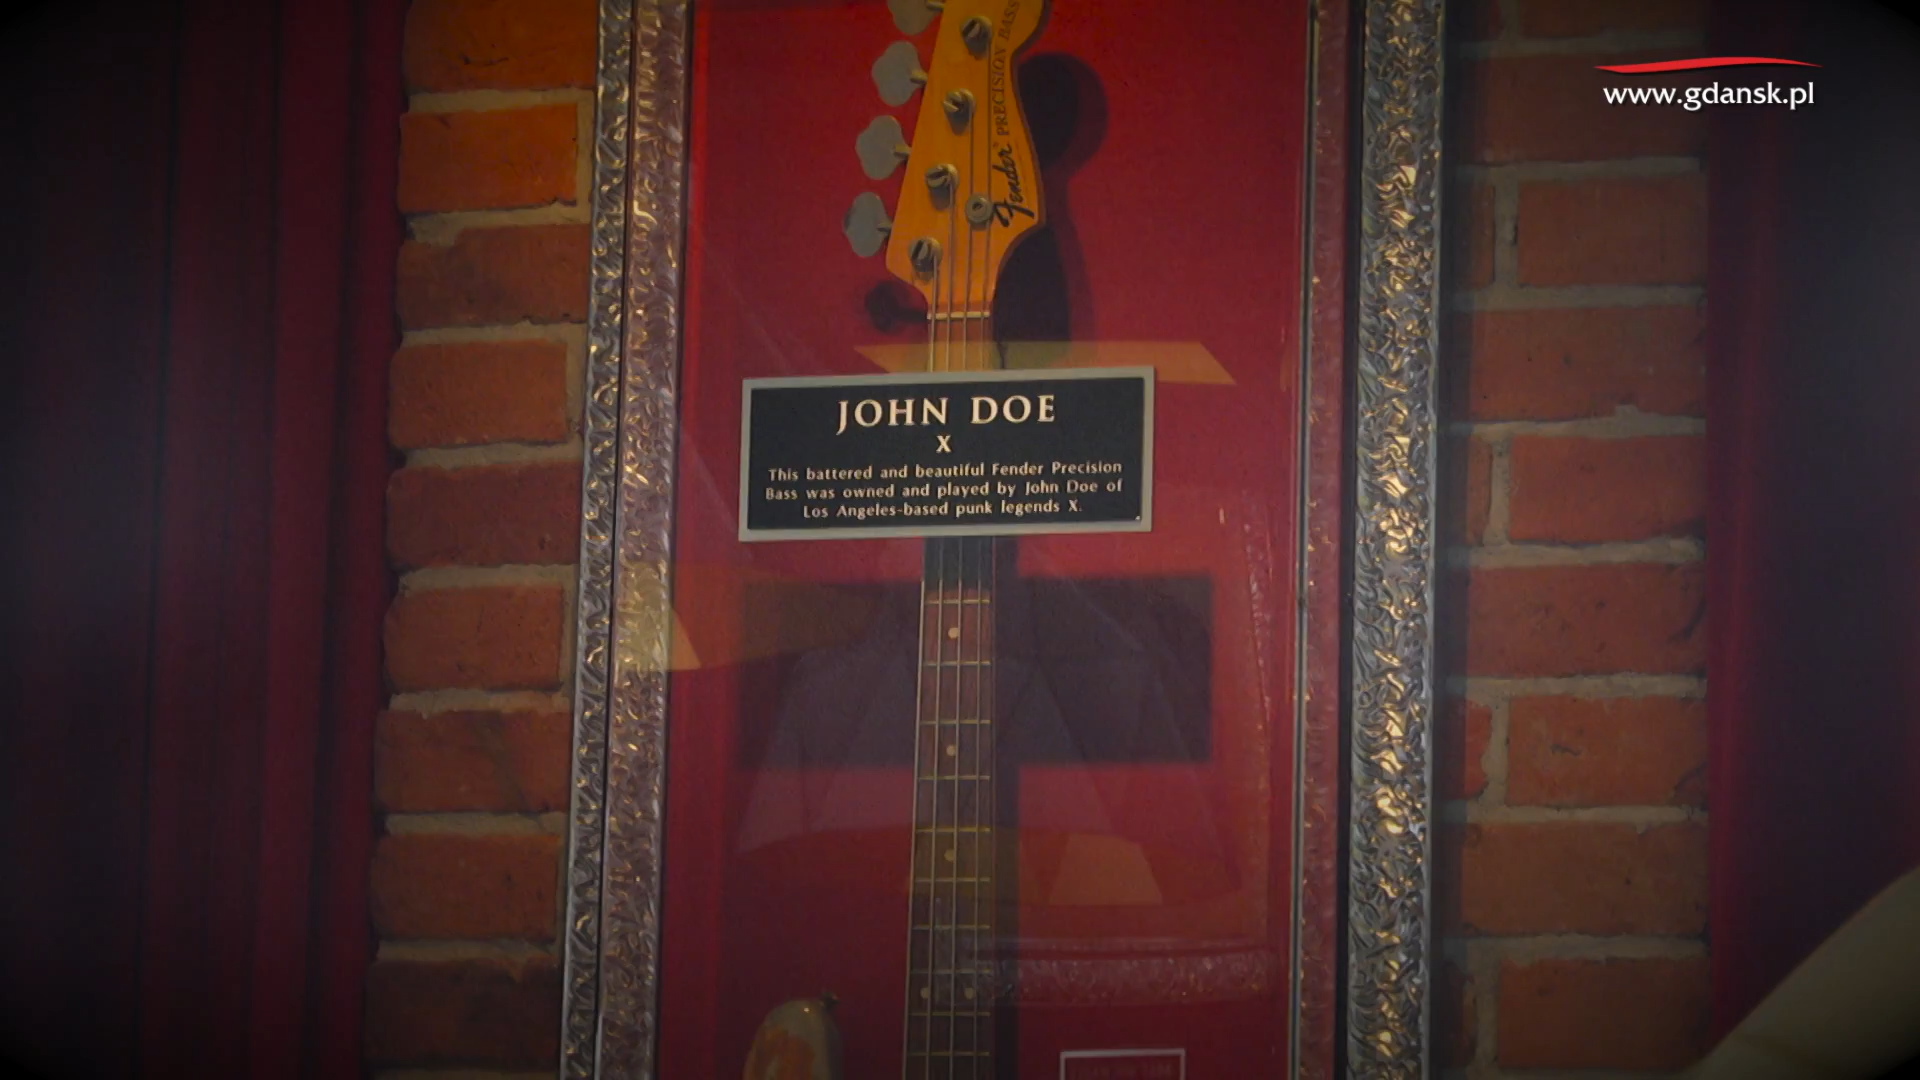 www.gdansk.pl
PRECISION BASS
Fender
JOHN DOE
X
This battered and beautiful Fender Precision
Bass was owned and played by John Doe of
Los Angeles-based punk legends X.